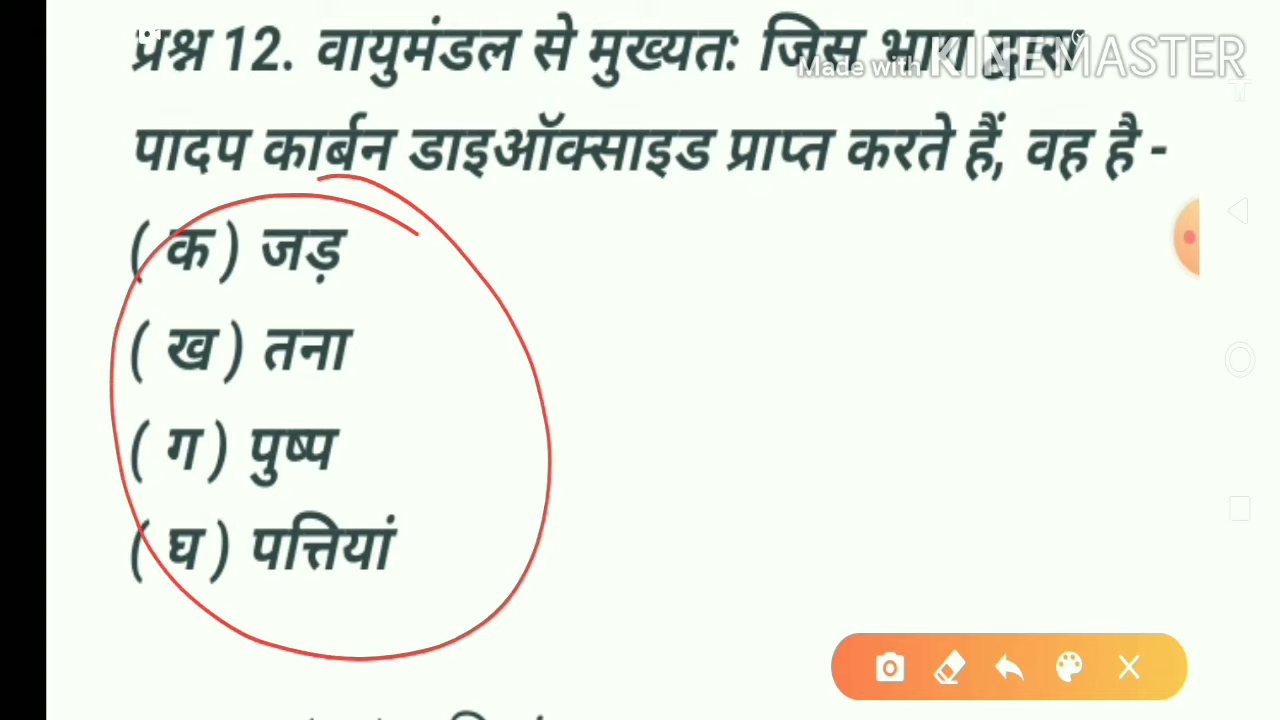 प्रश्न 12. वायुमंडल से मुख्यतः जिस भाग द्वारा
Made with KINEMASTER
पादप कार्बन डाइऑक्साइड प्राप्त करते हैं, वह है -
( क ) जड़
( ख ) तना
( ग ) पुष्प
( घ ) पत्तियां